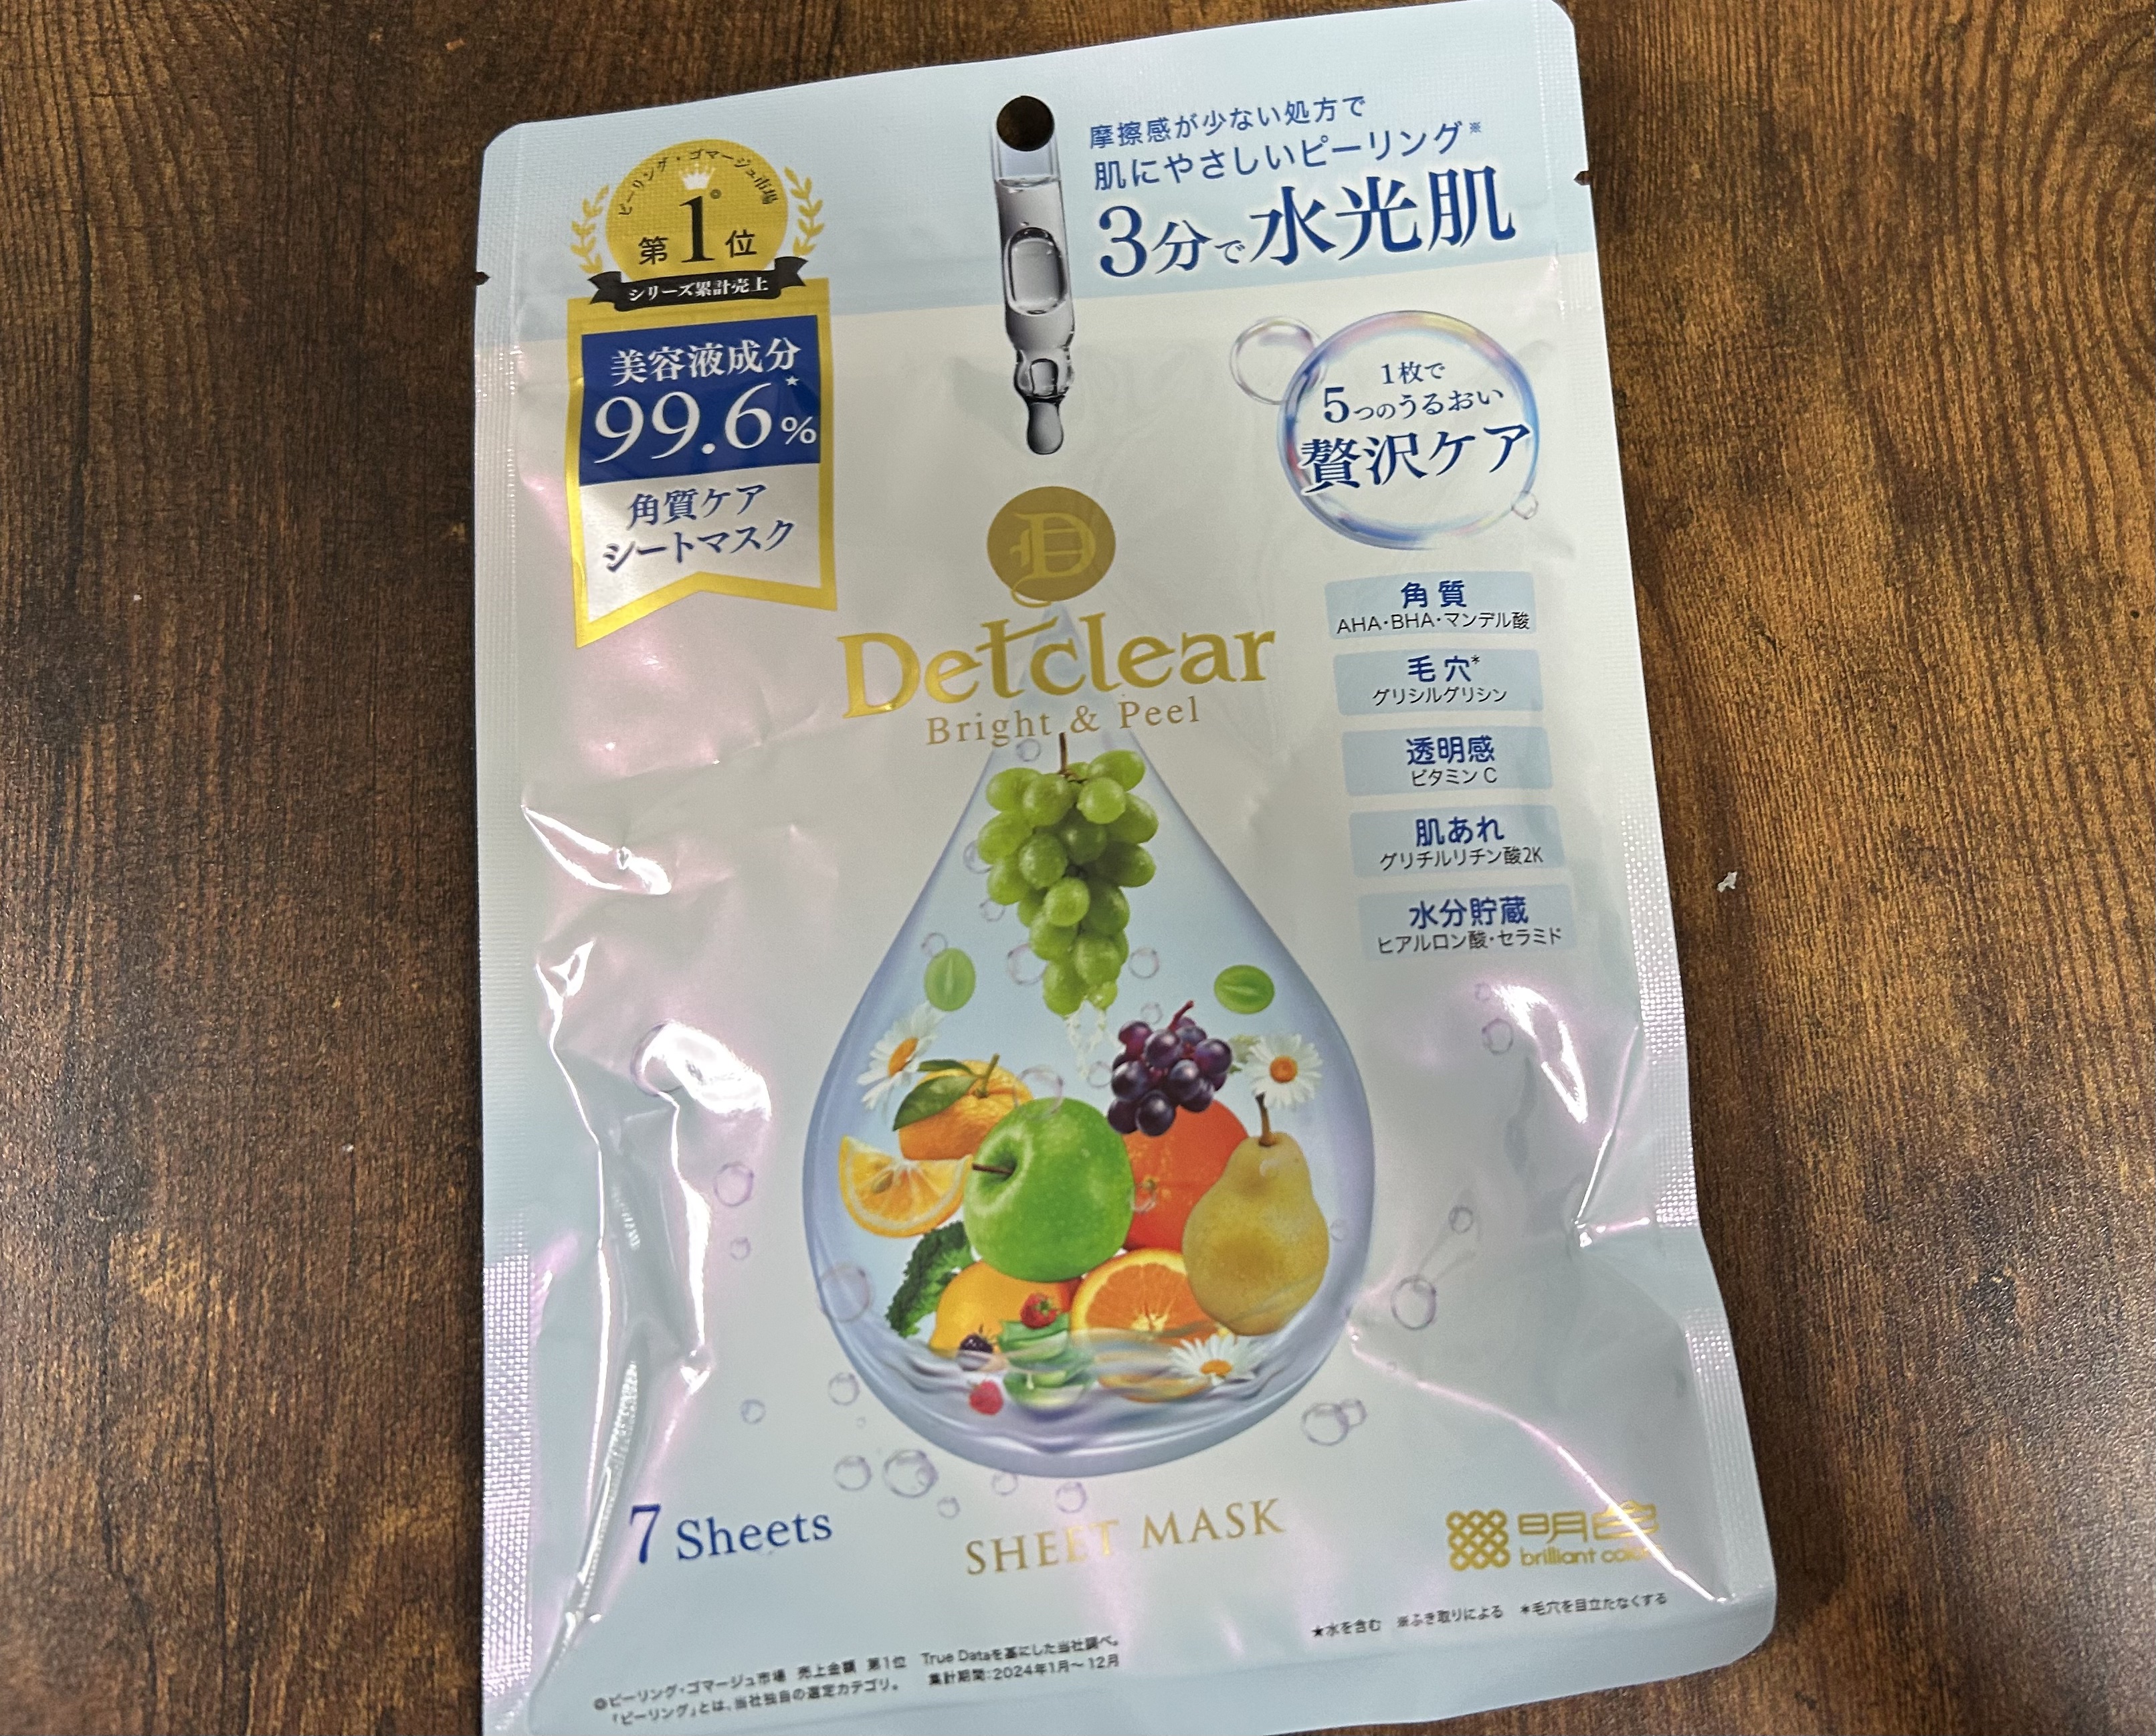 ピーリング・ゴマージュ市場
第1位◎
シリーズ累計売上
美容液成分
99.6%★
角質ケア
シートマスク
摩擦感が少ない処方で
肌にやさしいピーリング※
3分で水光肌
1枚で
5つのうるおい
贅沢ケア
D
Detclear
Bright & Peel
角質
AHA・BHA・マンデル酸
毛穴*
グリシルグリシン
透明感
ビタミンC
肌あれ
グリチルリチン酸2K
水分貯蔵
ヒアルロン酸・セラミド
7 Sheets
SHEET MASK
明色
brilliant colors
★水を含む ※ふき取りによる *毛穴を目立たなくする
◎ピーリング・ゴマージュ市場 売上金額 第1位 True Dataを基にした当社調べ。
「ピーリング」とは、当社独自の選定カテゴリ。 集計期間:2024年1月〜12月